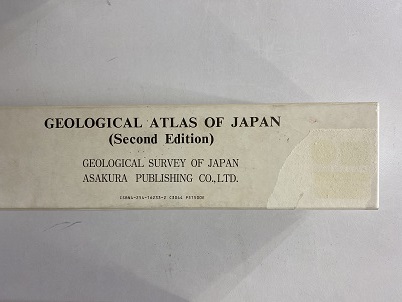 GEOLOGICAL ATLAS OF JAPAN
(Second Edition)
GEOLOGICAL SURVEY OF JAPAN
ASAKURA PUBLISHING CO.,LTD.